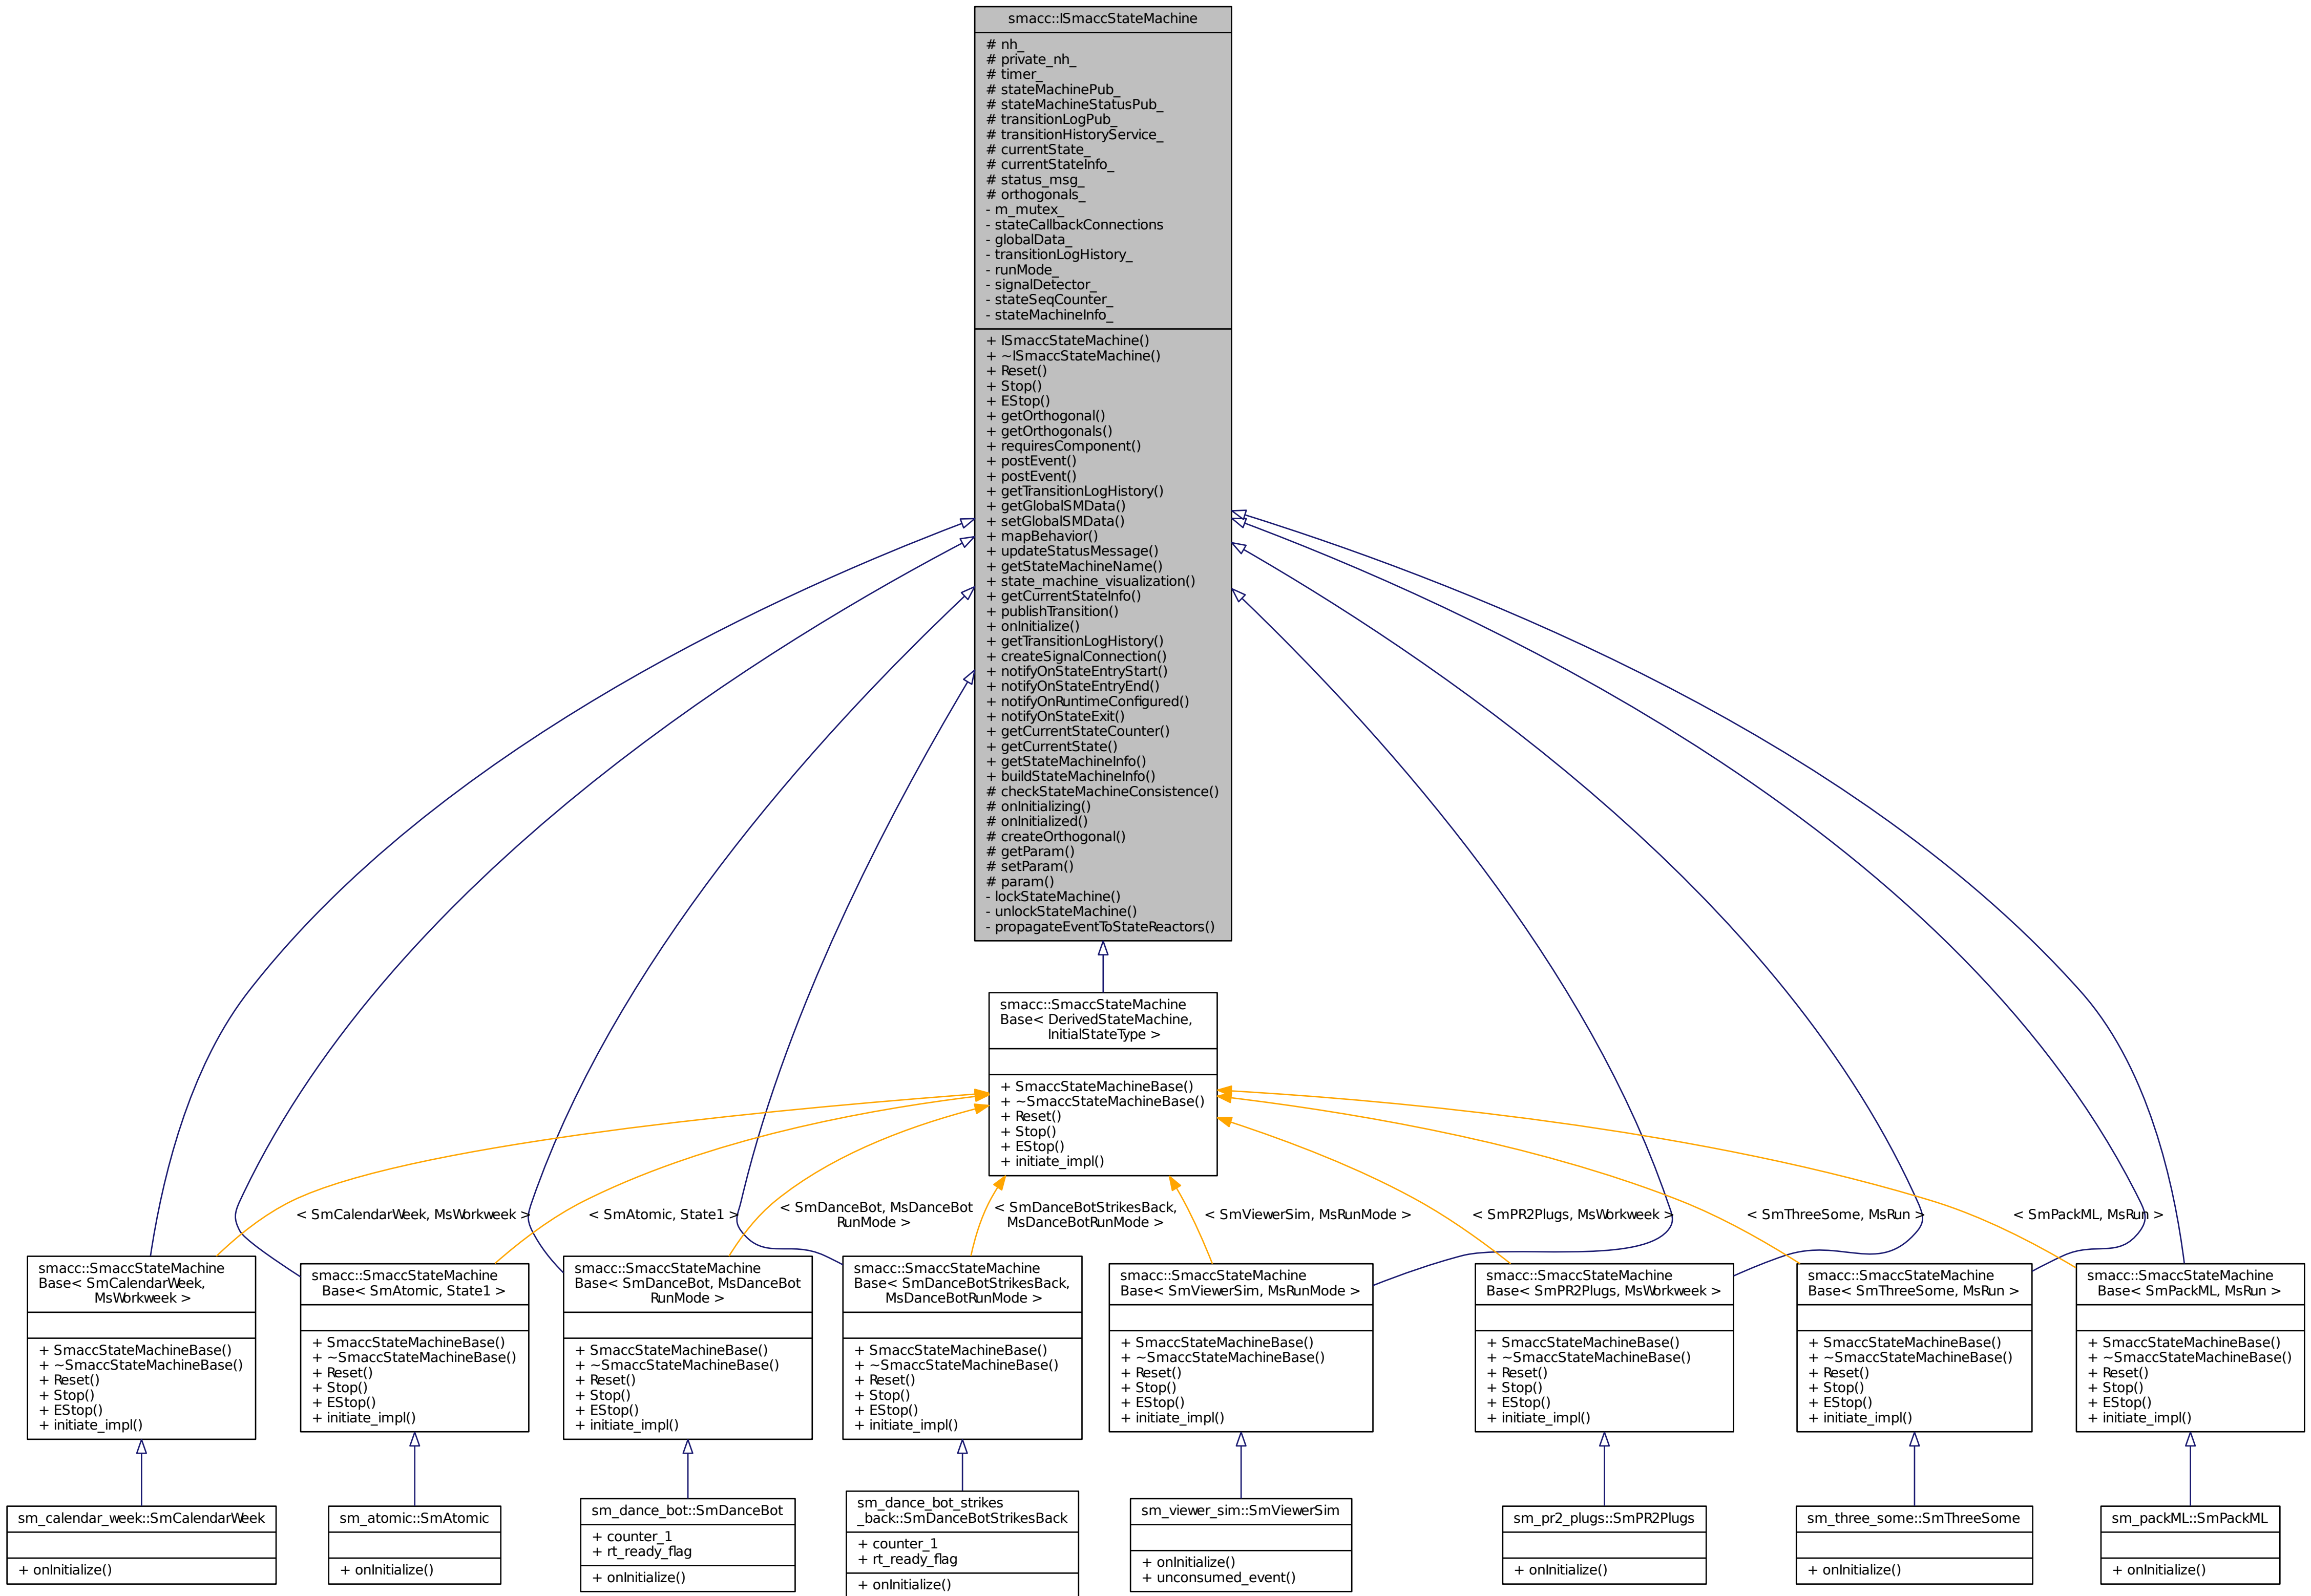 smacc::ISmaccStateMachine
# nh_
# private_nh_
# timer_
# stateMachinePub_
# stateMachineStatusPub_
# transitionLogPub_
# transitionHistoryService_
# currentState_
# currentStateInfo_
# status_msg_
# orthogonals_
- m_mutex_
- stateCallbackConnections
- globalData_
- transitionLogHistory_
- runMode_
- signalDetector_
- stateSeqCounter_
- stateMachineInfo_
+ ISmaccStateMachine()
+ ~ISmaccStateMachine()
+ Reset()
+ Stop()
+ EStop()
+ getOrthogonal()
+ getOrthogonals()
+ requiresComponent()
+ postEvent()
+ postEvent()
+ getTransitionLogHistory()
+ getGlobalSMData()
+ setGlobalSMData()
+ mapBehavior()
+ updateStatusMessage()
+ getStateMachineName()
+ state_machine_visualization()
+ getCurrentStateInfo()
+ publishTransition()
+ onInitialize()
+ getTransitionLogHistory()
+ createSignalConnection()
+ notifyOnStateEntryStart()
+ notifyOnStateEntryEnd()
+ notifyOnRuntimeConfigured()
+ notifyOnStateExit()
+ getCurrentStateCounter()
+ getCurrentState()
+ getStateMachineInfo()
+ buildStateMachineInfo()
# checkStateMachineConsistence()
# onInitializing()
# onInitialized()
# createOrthogonal()
# getParam()
# setParam()
# param()
- lockStateMachine()
- unlockStateMachine()
- propagateEventToStateReactors()
smacc::SmaccStateMachine
Base< DerivedStateMachine,
InitialStateType >
+ SmaccStateMachineBase()
+ ~SmaccStateMachineBase()
+ Reset()
+ Stop()
+ EStop()
+ initiate_impl()
< SmCalendarWeek, MsWorkweek >
< SmAtomic, State1 >
< SmDanceBot, MsDanceBot
RunMode >
< SmDanceBotStrikesBack,
MsDanceBotRunMode >
< SmViewerSim, MsRunMode >
< SmPR2Plugs, MsWorkweek >
< SmThreeSome, MsRun >
< SmPackML, MsRun >
smacc::SmaccStateMachine
Base< SmCalendarWeek,
MsWorkweek >
+ SmaccStateMachineBase()
+ ~SmaccStateMachineBase()
+ Reset()
+ Stop()
+ EStop()
+ initiate_impl()
smacc::SmaccStateMachine
Base< SmAtomic, State1 >
+ SmaccStateMachineBase()
+ ~SmaccStateMachineBase()
+ Reset()
+ Stop()
+ EStop()
+ initiate_impl()
smacc::SmaccStateMachine
Base< SmDanceBot, MsDanceBot
RunMode >
+ SmaccStateMachineBase()
+ ~SmaccStateMachineBase()
+ Reset()
+ Stop()
+ EStop()
+ initiate_impl()
smacc::SmaccStateMachine
Base< SmDanceBotStrikesBack,
MsDanceBotRunMode >
+ SmaccStateMachineBase()
+ ~SmaccStateMachineBase()
+ Reset()
+ Stop()
+ EStop()
+ initiate_impl()
smacc::SmaccStateMachine
Base< SmViewerSim, MsRunMode >
+ SmaccStateMachineBase()
+ ~SmaccStateMachineBase()
+ Reset()
+ Stop()
+ EStop()
+ initiate_impl()
smacc::SmaccStateMachine
Base< SmPR2Plugs, MsWorkweek >
+ SmaccStateMachineBase()
+ ~SmaccStateMachineBase()
+ Reset()
+ Stop()
+ EStop()
+ initiate_impl()
smacc::SmaccStateMachine
Base< SmThreeSome, MsRun >
+ SmaccStateMachineBase()
+ ~SmaccStateMachineBase()
+ Reset()
+ Stop()
+ EStop()
+ initiate_impl()
smacc::SmaccStateMachine
Base< SmPackML, MsRun >
+ SmaccStateMachineBase()
+ ~SmaccStateMachineBase()
+ Reset()
+ Stop()
+ EStop()
+ initiate_impl()
sm_calendar_week::SmCalendarWeek
+ onInitialize()
sm_atomic::SmAtomic
+ onInitialize()
sm_dance_bot::SmDanceBot
+ counter_1
+ rt_ready_flag
+ onInitialize()
sm_dance_bot_strikes
_back::SmDanceBotStrikesBack
+ counter_1
+ rt_ready_flag
+ onInitialize()
sm_viewer_sim::SmViewerSim
+ onInitialize()
+ unconsumed_event()
sm_pr2_plugs::SmPR2Plugs
+ onInitialize()
sm_three_some::SmThreeSome
+ onInitialize()
sm_packML::SmPackML
+ onInitialize()